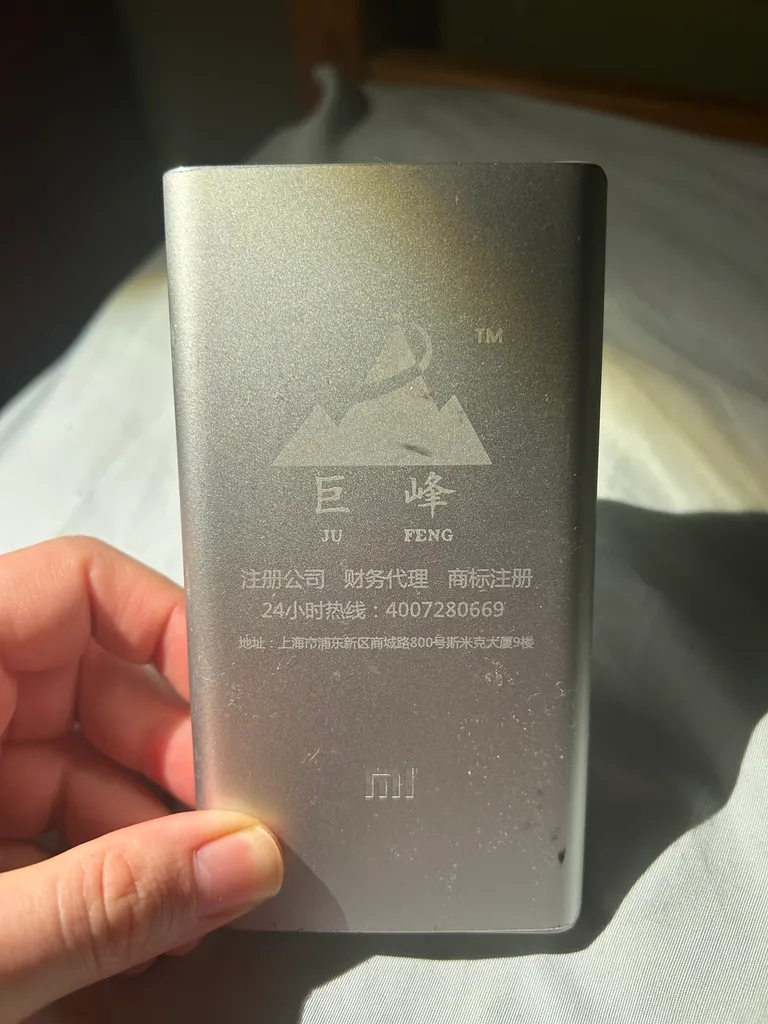 TM
巨 峰
JU FENG
注册公司 财务代理 商标注册
24小时热线：4007280669
地址：上海市浦东新区商城路800号斯米克大厦9楼
mi